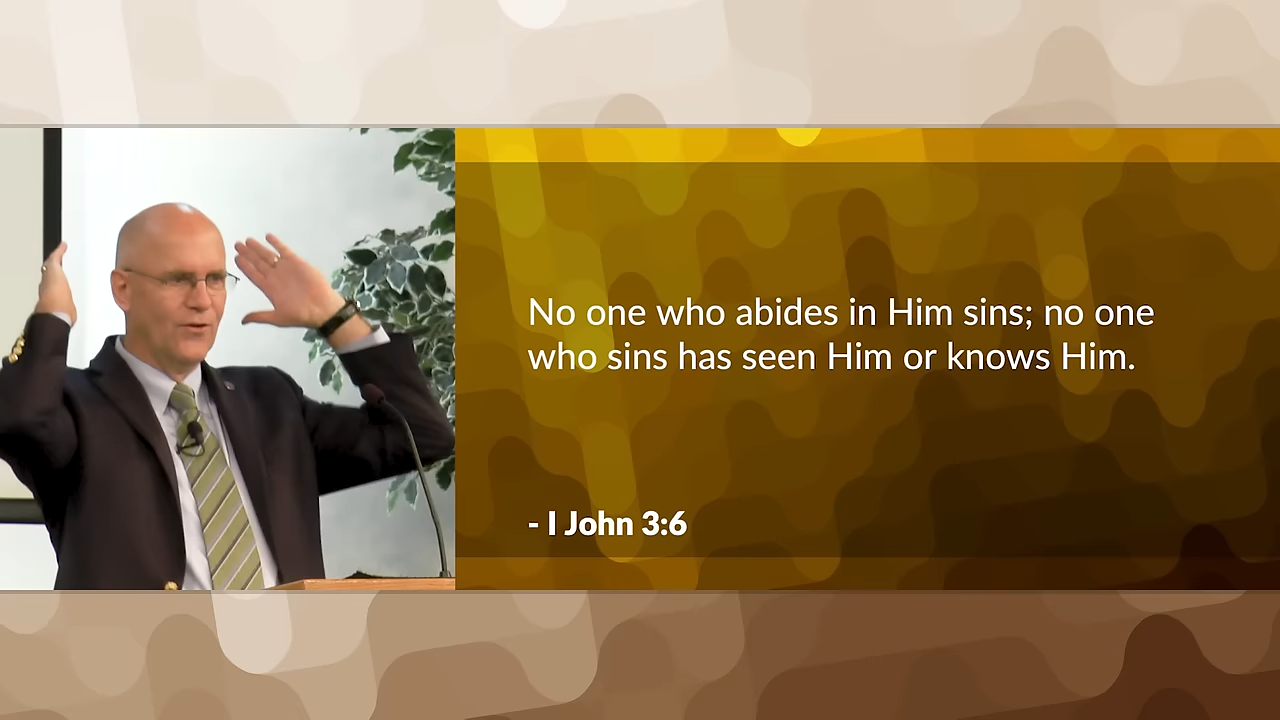 No one who abides in Him sins; no one
who sins has seen Him or knows Him.
- I John 3:6